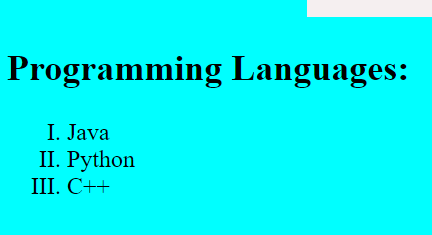 Programming Languages:
I. Java
II. Python
III. C++